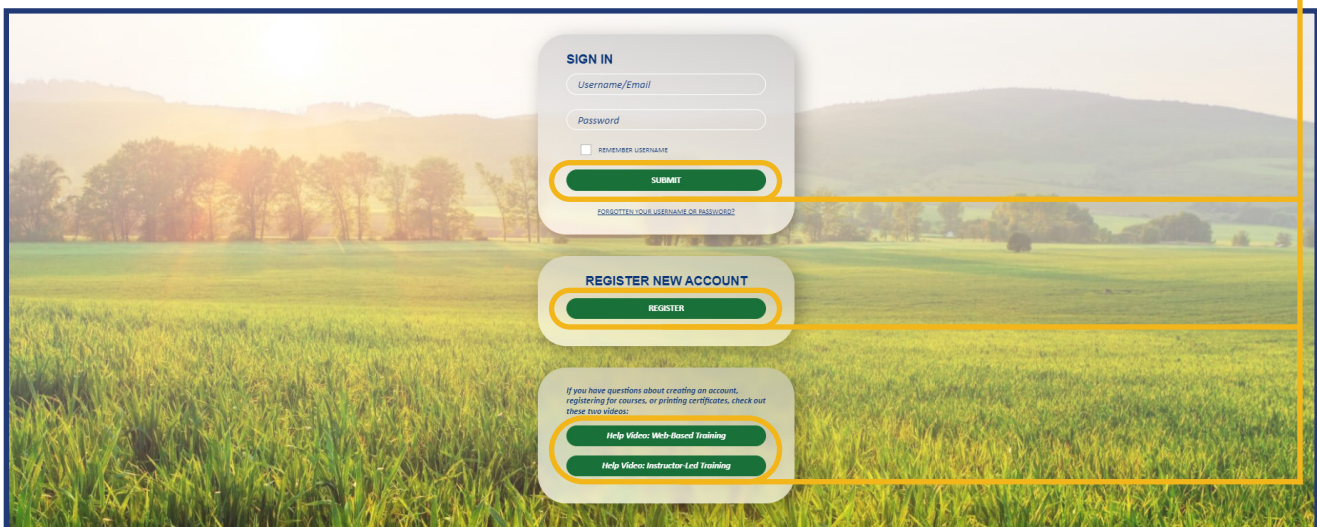 SIGN IN
Username/Email
Password
REMEMBER USERNAME
SUBMIT
FORGOTTEN YOUR USERNAME OR PASSWORD?
REGISTER NEW ACCOUNT
REGISTER
If you have questions about creating an account,
registering for courses, or printing certificates, check out
these two videos:
Help Video: Web-Based Training
Help Video: Instructor-Led Training